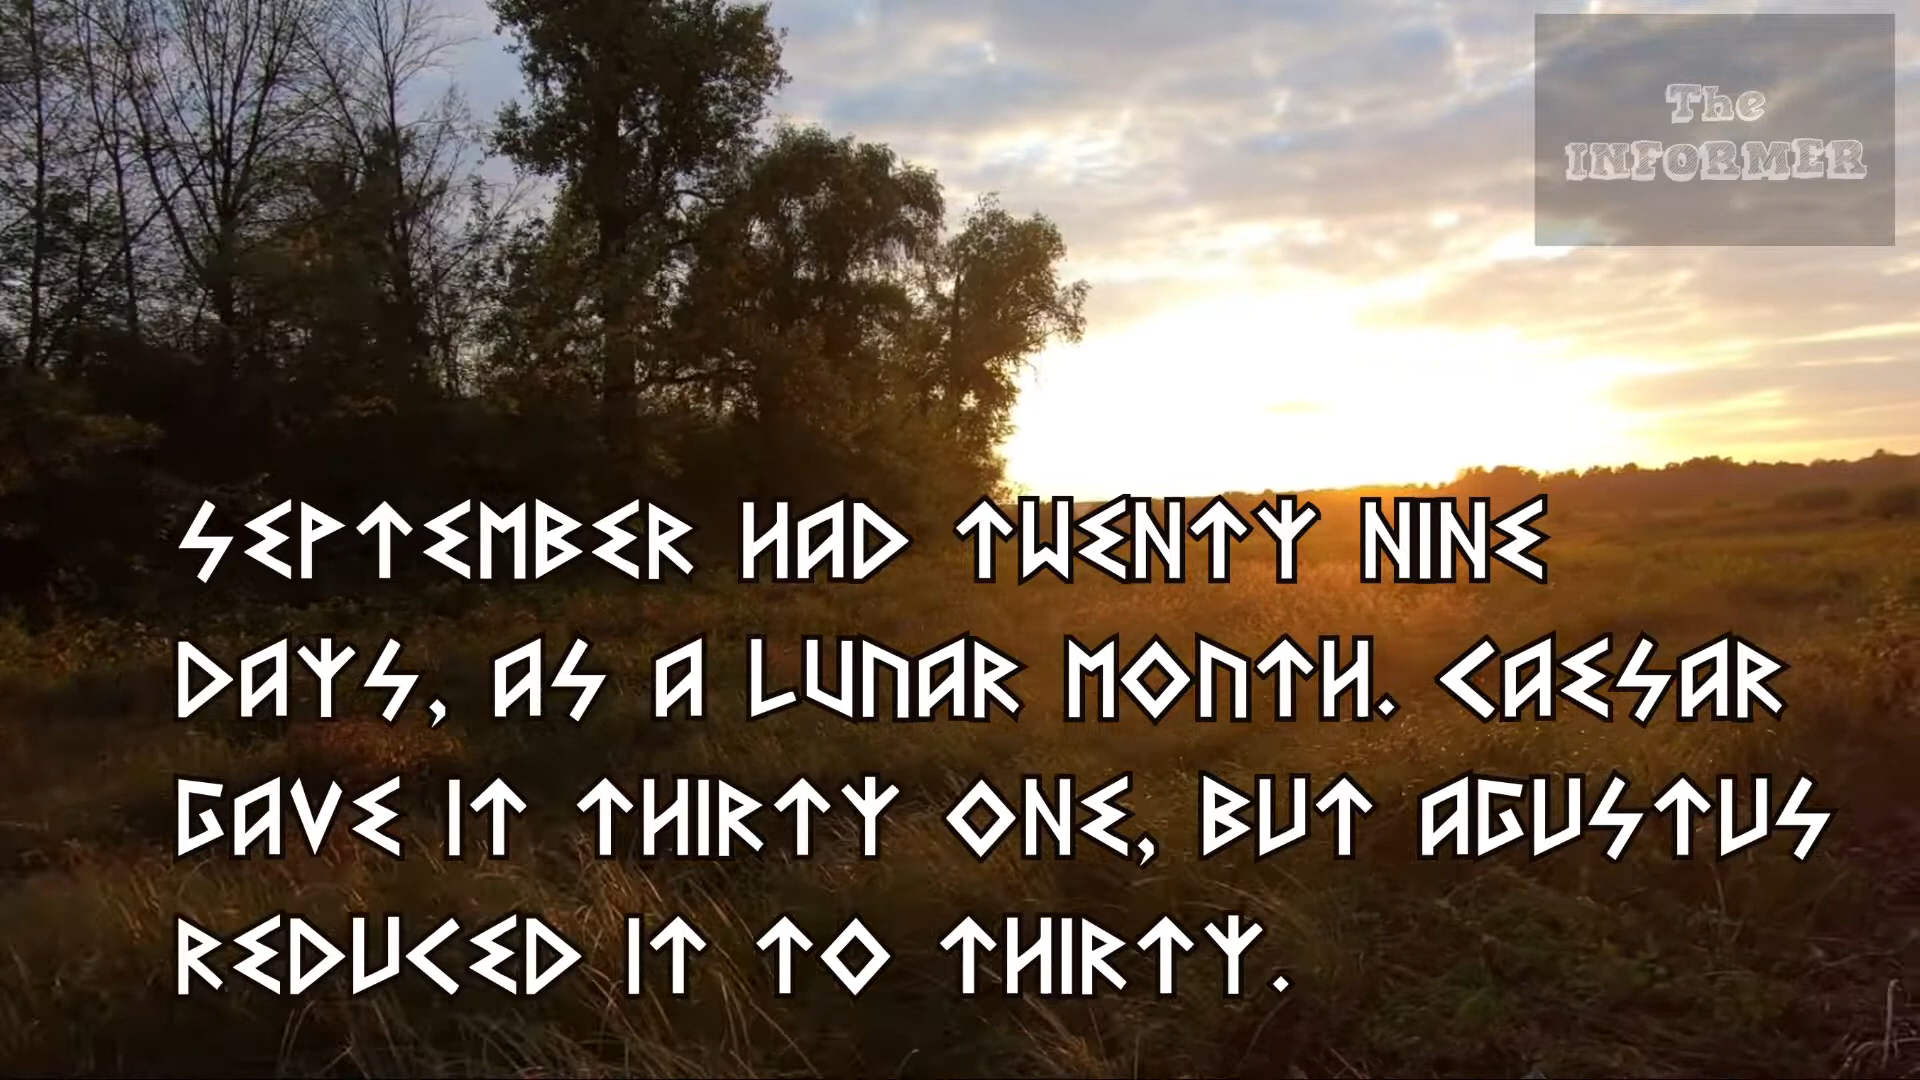 The
INFORMER
SEPTEMBER HAD TWENTY NINE
DAYS, AS A LUNAR MONTH. CAESAR
GAVE IT THIRTY ONE, BUT AGUSTUS
REDUCED IT TO THIRTY.